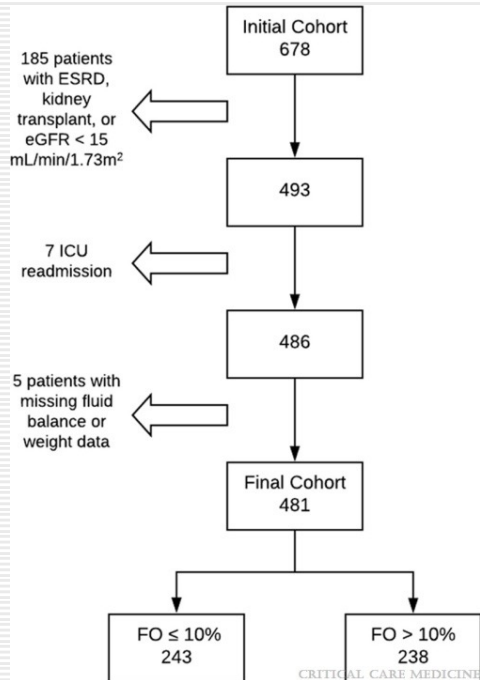 Initial Cohort
678
185 patients
with ESRD,
kidney
transplant, or
eGFR < 15
mL/min/1.73m²
493
7 ICU
readmission
486
5 patients with
missing fluid
balance or
weight data
Final Cohort
481
FO ≤ 10%
243
FO > 10%
238
CRITICAL CARE MEDICINE